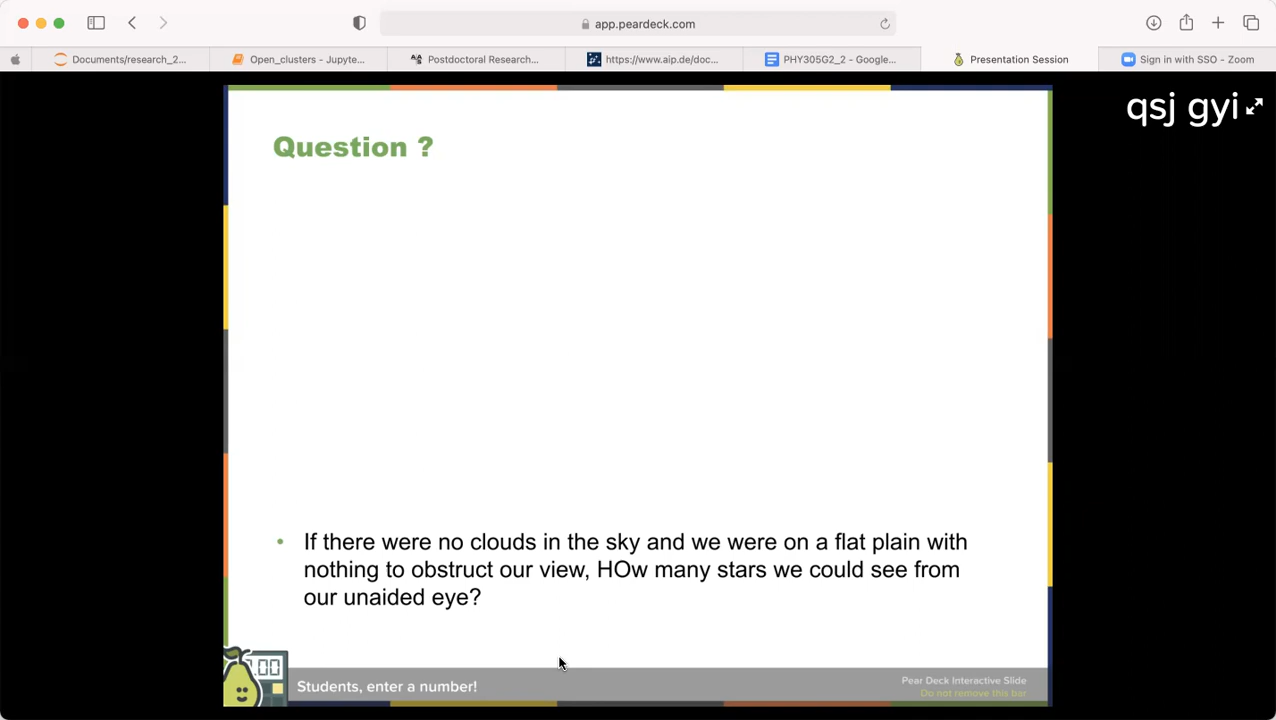 app.peardeck.com
Documents/research_2...
Open_clusters - Jupyte...
Postdoctoral Research...
https://www.aip.de/doc...
PHY305G2_2 - Google...
Presentation Session
Sign in with SSO - Zoom
qsj gyi
Question ?
• If there were no clouds in the sky and we were on a flat plain with
nothing to obstruct our view, HOw many stars we could see from
our unaided eye?
.00
Students, enter a number!
Pear Deck Interactive Slide
Do not remove this bar